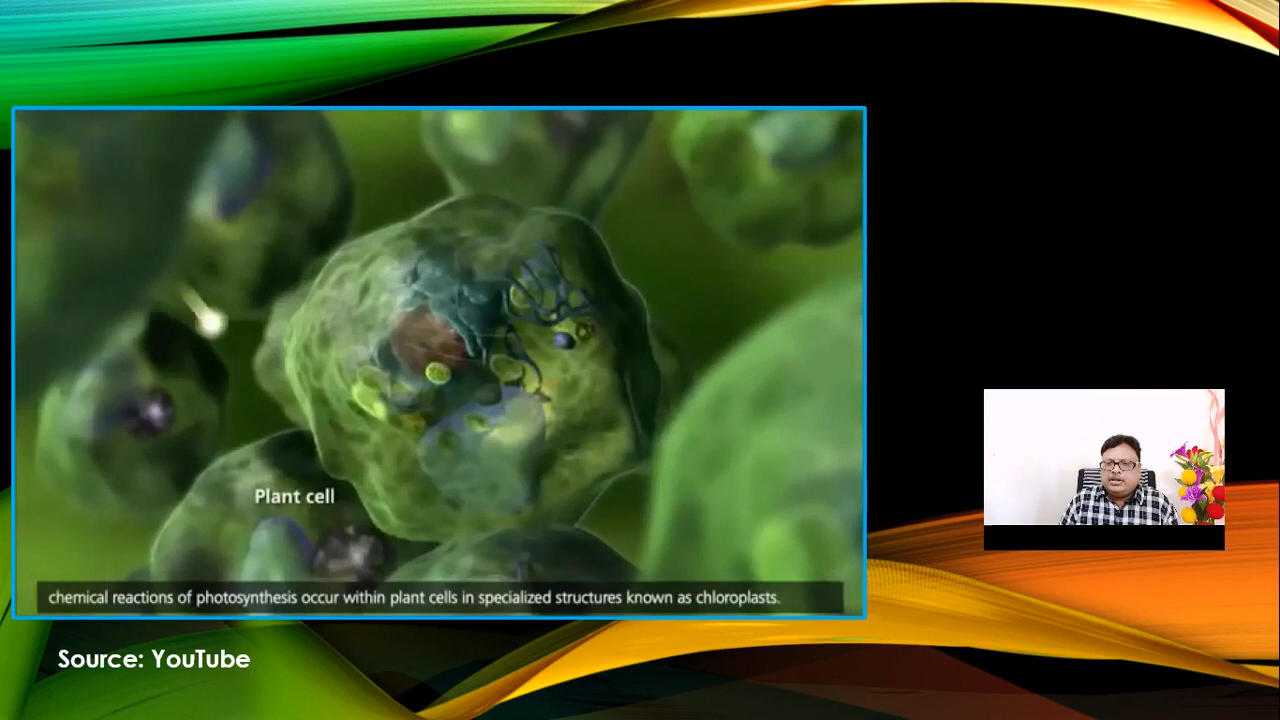 Plant cell
chemical reactions of photosynthesis occur within plant cells in specialized structures known as chloroplasts.
Source: YouTube